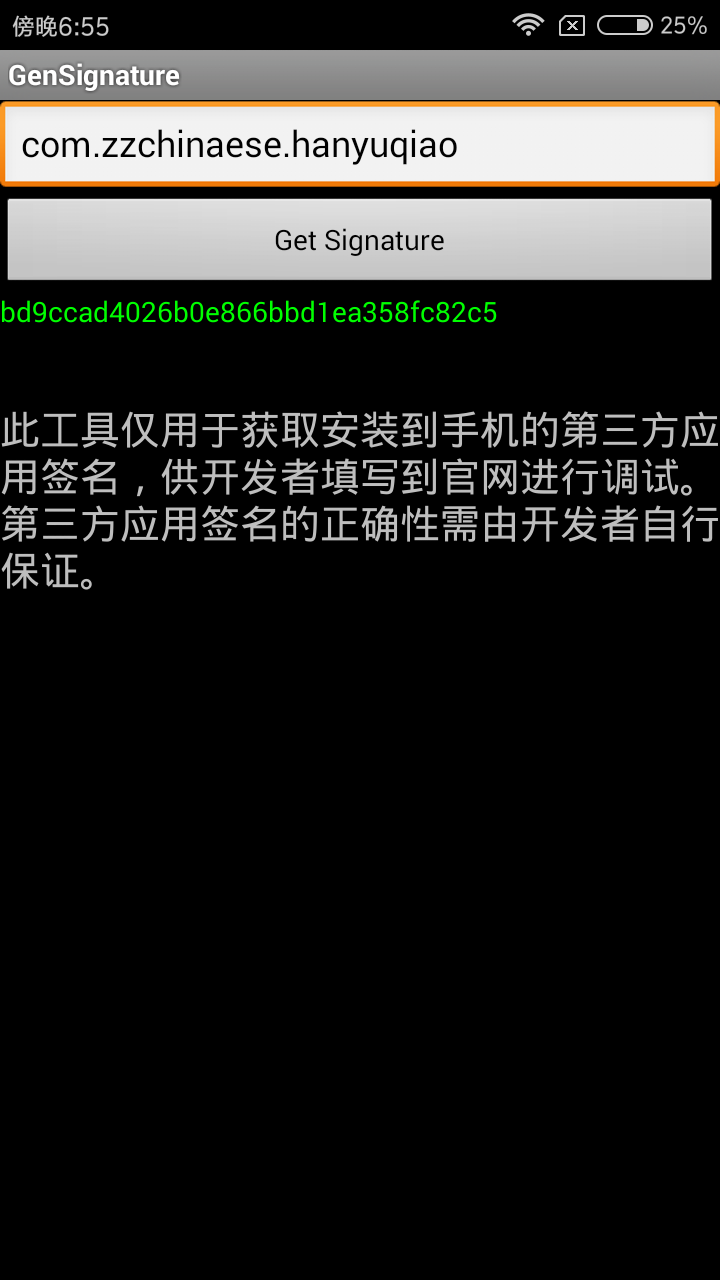 傍晚6:55 25%
GenSignature
com.zzchinaese.hanyuqiao
Get Signature
bd9ccad4026b0e866bbd1ea358fc82c5
此工具仅用于获取安装到手机的第三方应
用签名，供开发者填写到官网进行调试。
第三方应用签名的正确性需由开发者自行
保证。